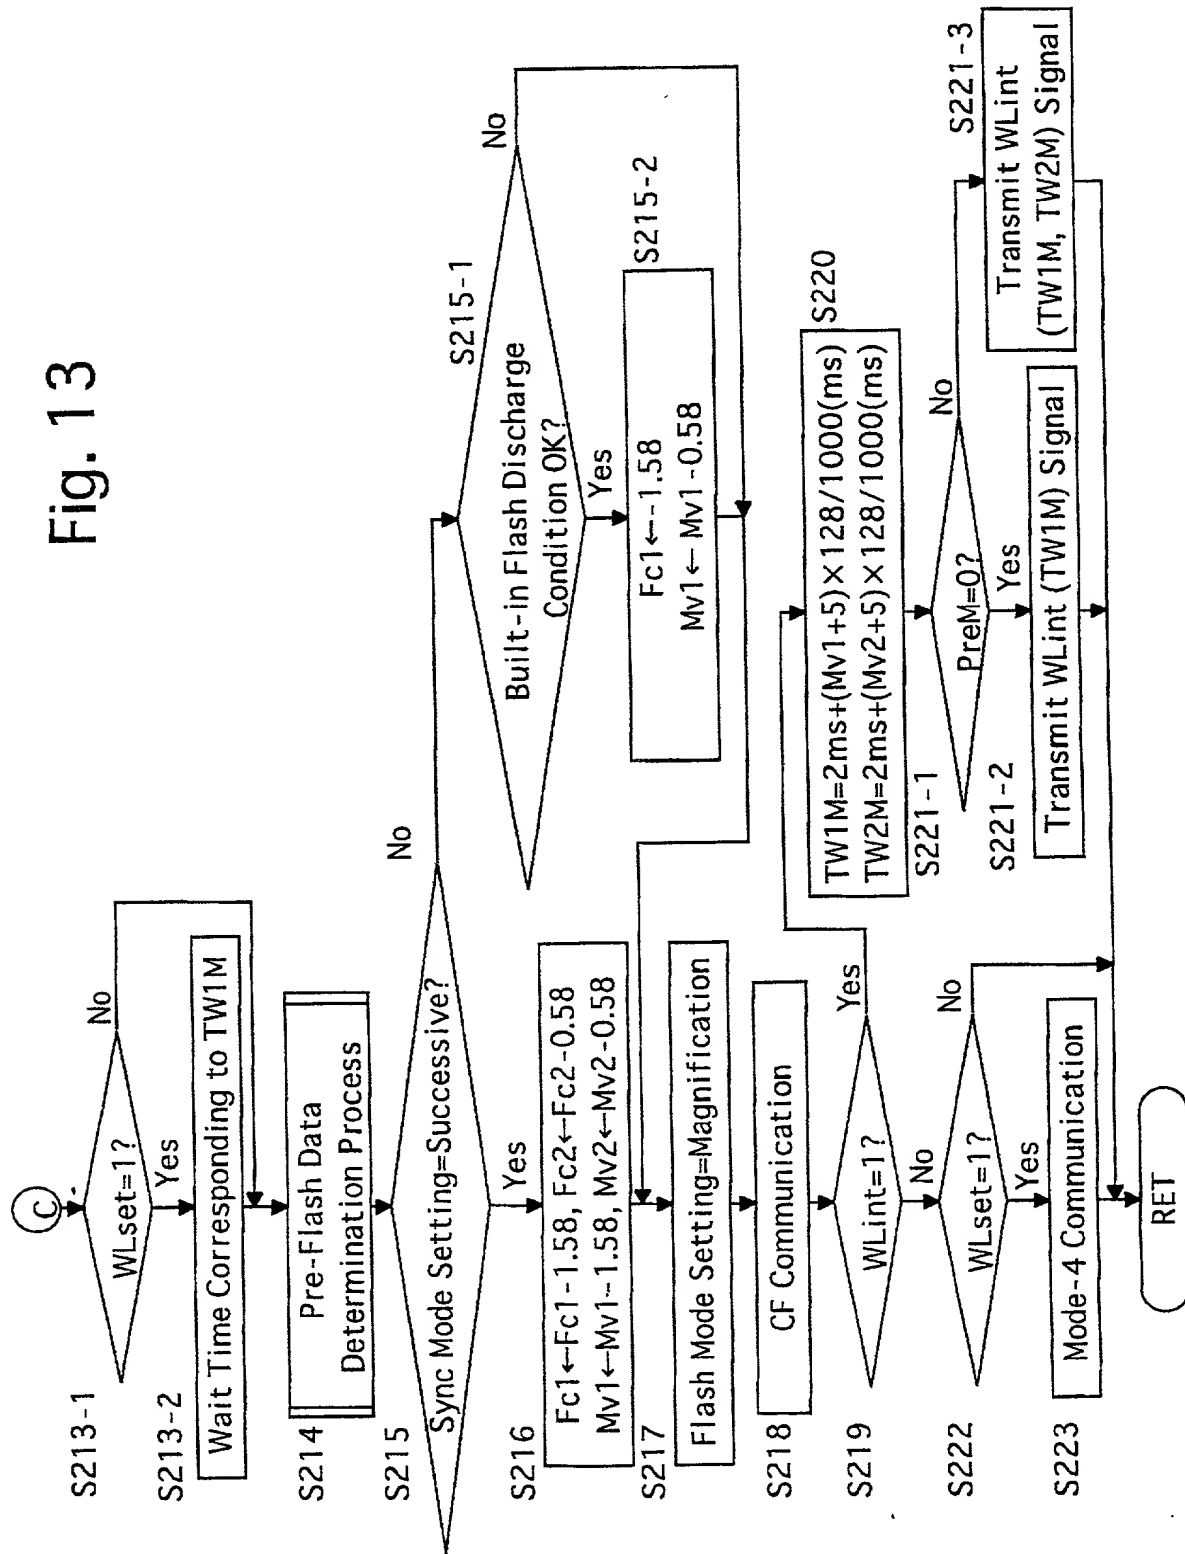 Fig. 13
C
S213-1
WLset=1?
No
Yes
S213-2
Wait Time Corresponding to TW1M
S214
Pre-Flash Data
Determination Process
S215
Sync Mode Setting=Successive?
No
Yes
S215-1
Built-in Flash Discharge
Condition OK?
No
Yes
S215-2
Fc1←-1.58
Mv1← Mv1-0.58
S216
Fc1←Fc1-1.58, Fc2←Fc2-0.58
Mv1←Mv1-1.58, Mv2←Mv2-0.58
S217
Flash Mode Setting=Magnification
S218
CF Communication
S219
WLint=1?
Yes
No
S220
TW1M=2ms+(Mv1+5)×128/1000(ms)
TW2M=2ms+(Mv2+5)×128/1000(ms)
S221-1
PreM=0?
No
Yes
S221-2
Transmit WLint (TW1M) Signal
S221-3
Transmit WLint
(TW1M, TW2M) Signal
S222
WLset=1?
No
Yes
S223
Mode-4 Communication
RET